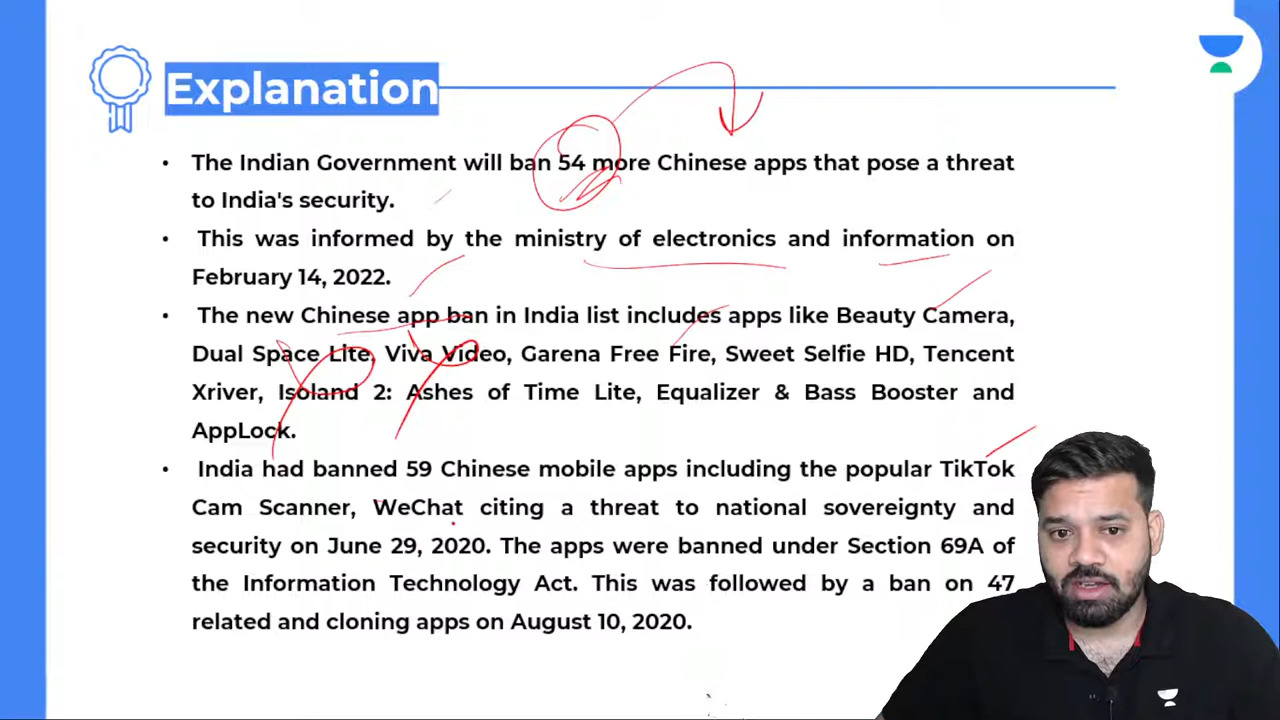 Explanation
• The Indian Government will ban 54 more Chinese apps that pose a threat
to India's security.
• This was informed by the ministry of electronics and information on
February 14, 2022.
• The new Chinese app ban in India list includes apps like Beauty Camera,
Dual Space Lite, Viva Video, Garena Free Fire, Sweet Selfie HD, Tencent
Xriver, Isoland 2: Ashes of Time Lite, Equalizer & Bass Booster and
AppLock.
• India had banned 59 Chinese mobile apps including the popular TikTok
Cam Scanner, WeChat citing a threat to national sovereignty and
security on June 29, 2020. The apps were banned under Section 69A of
the Information Technology Act. This was followed by a ban on 47
related and cloning apps on August 10, 2020.